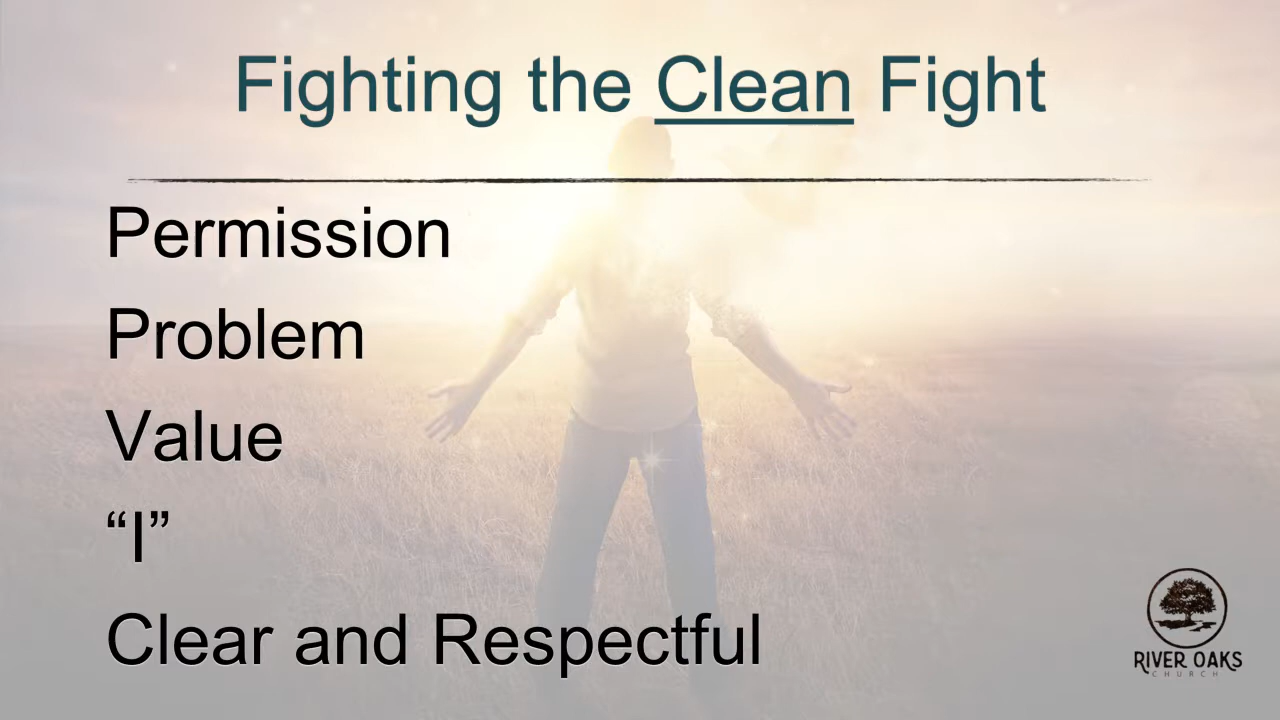 Fighting the Clean Fight
Permission
Problem
Value
“I”
Clear and Respectful
RIVER OAKS
CHURCH